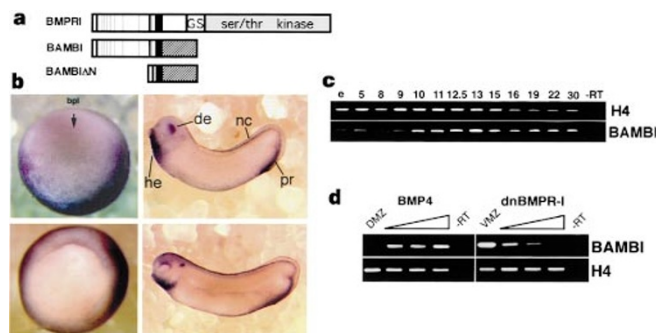 a
BMPRI GS ser/thr kinase
BAMBI
BAMBIΔN
b
bpl
de
nc
he
pr
c
e 5 8 9 10 11 12.5 13 15 16 19 22 30 -RT
H4
BAMBI
d
BMP4 dnBMPR-I
DMZ -RT VMZ -RT
BAMBI
H4